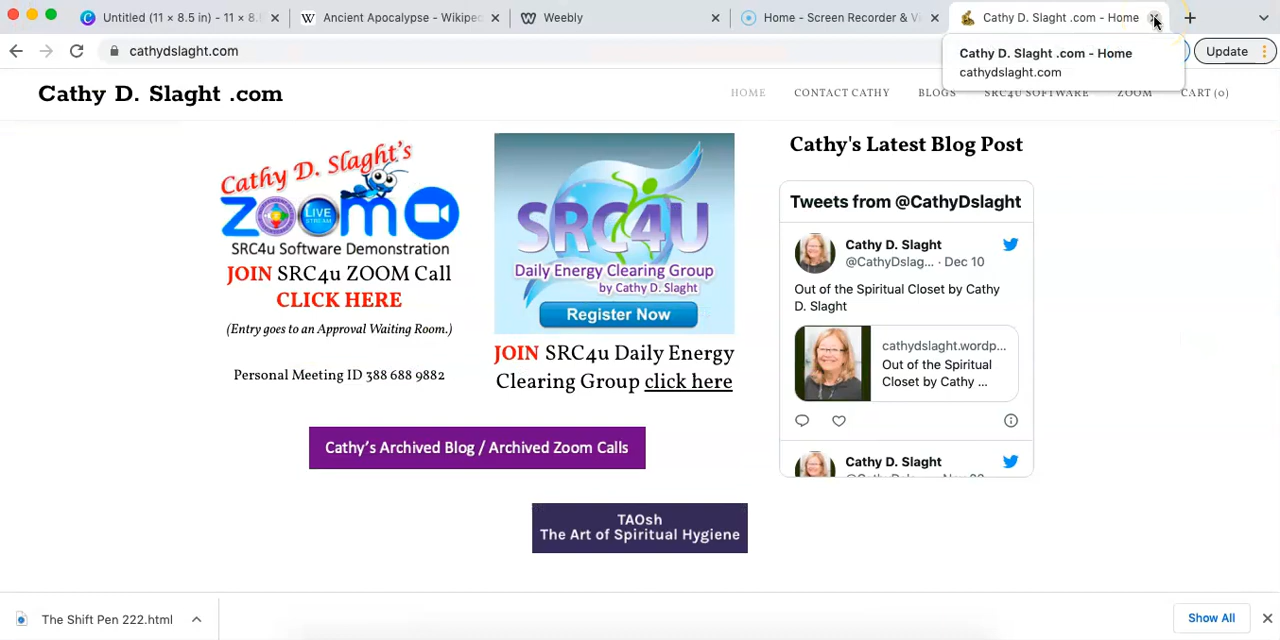 Untitled (11 × 8.5 in) - 11 × 8.
Ancient Apocalypse - Wikipe
Weebly
Home - Screen Recorder & Vi
Cathy D. Slaght .com - Home
cathydslaght.com
Update
Cathy D. Slaght .com - Home
cathydslaght.com
Cathy D. Slaght .com
HOME
CONTACT CATHY
BLOGS
SRC4U SOFTWARE
ZOOM
CART (0)
Cathy D. Slaght's
zoom
LIVE
STREAM
SRC4u Software Demonstration
JOIN SRC4u ZOOM Call
CLICK HERE
(Entry goes to an Approval Waiting Room.)
Personal Meeting ID 388 688 9882
SRC4U
Daily Energy Clearing Group
by Cathy D. Slaght
Register Now
JOIN SRC4u Daily Energy
Clearing Group click here
Cathy's Archived Blog / Archived Zoom Calls
TAOsh
The Art of Spiritual Hygiene
Cathy's Latest Blog Post
Tweets from @CathyDslaght
Cathy D. Slaght
@CathyDslag... · Dec 10
Out of the Spiritual Closet by Cathy
D. Slaght
cathydslaght.wordp...
Out of the Spiritual
Closet by Cathy ...
Cathy D. Slaght
The Shift Pen 222.html
Show All